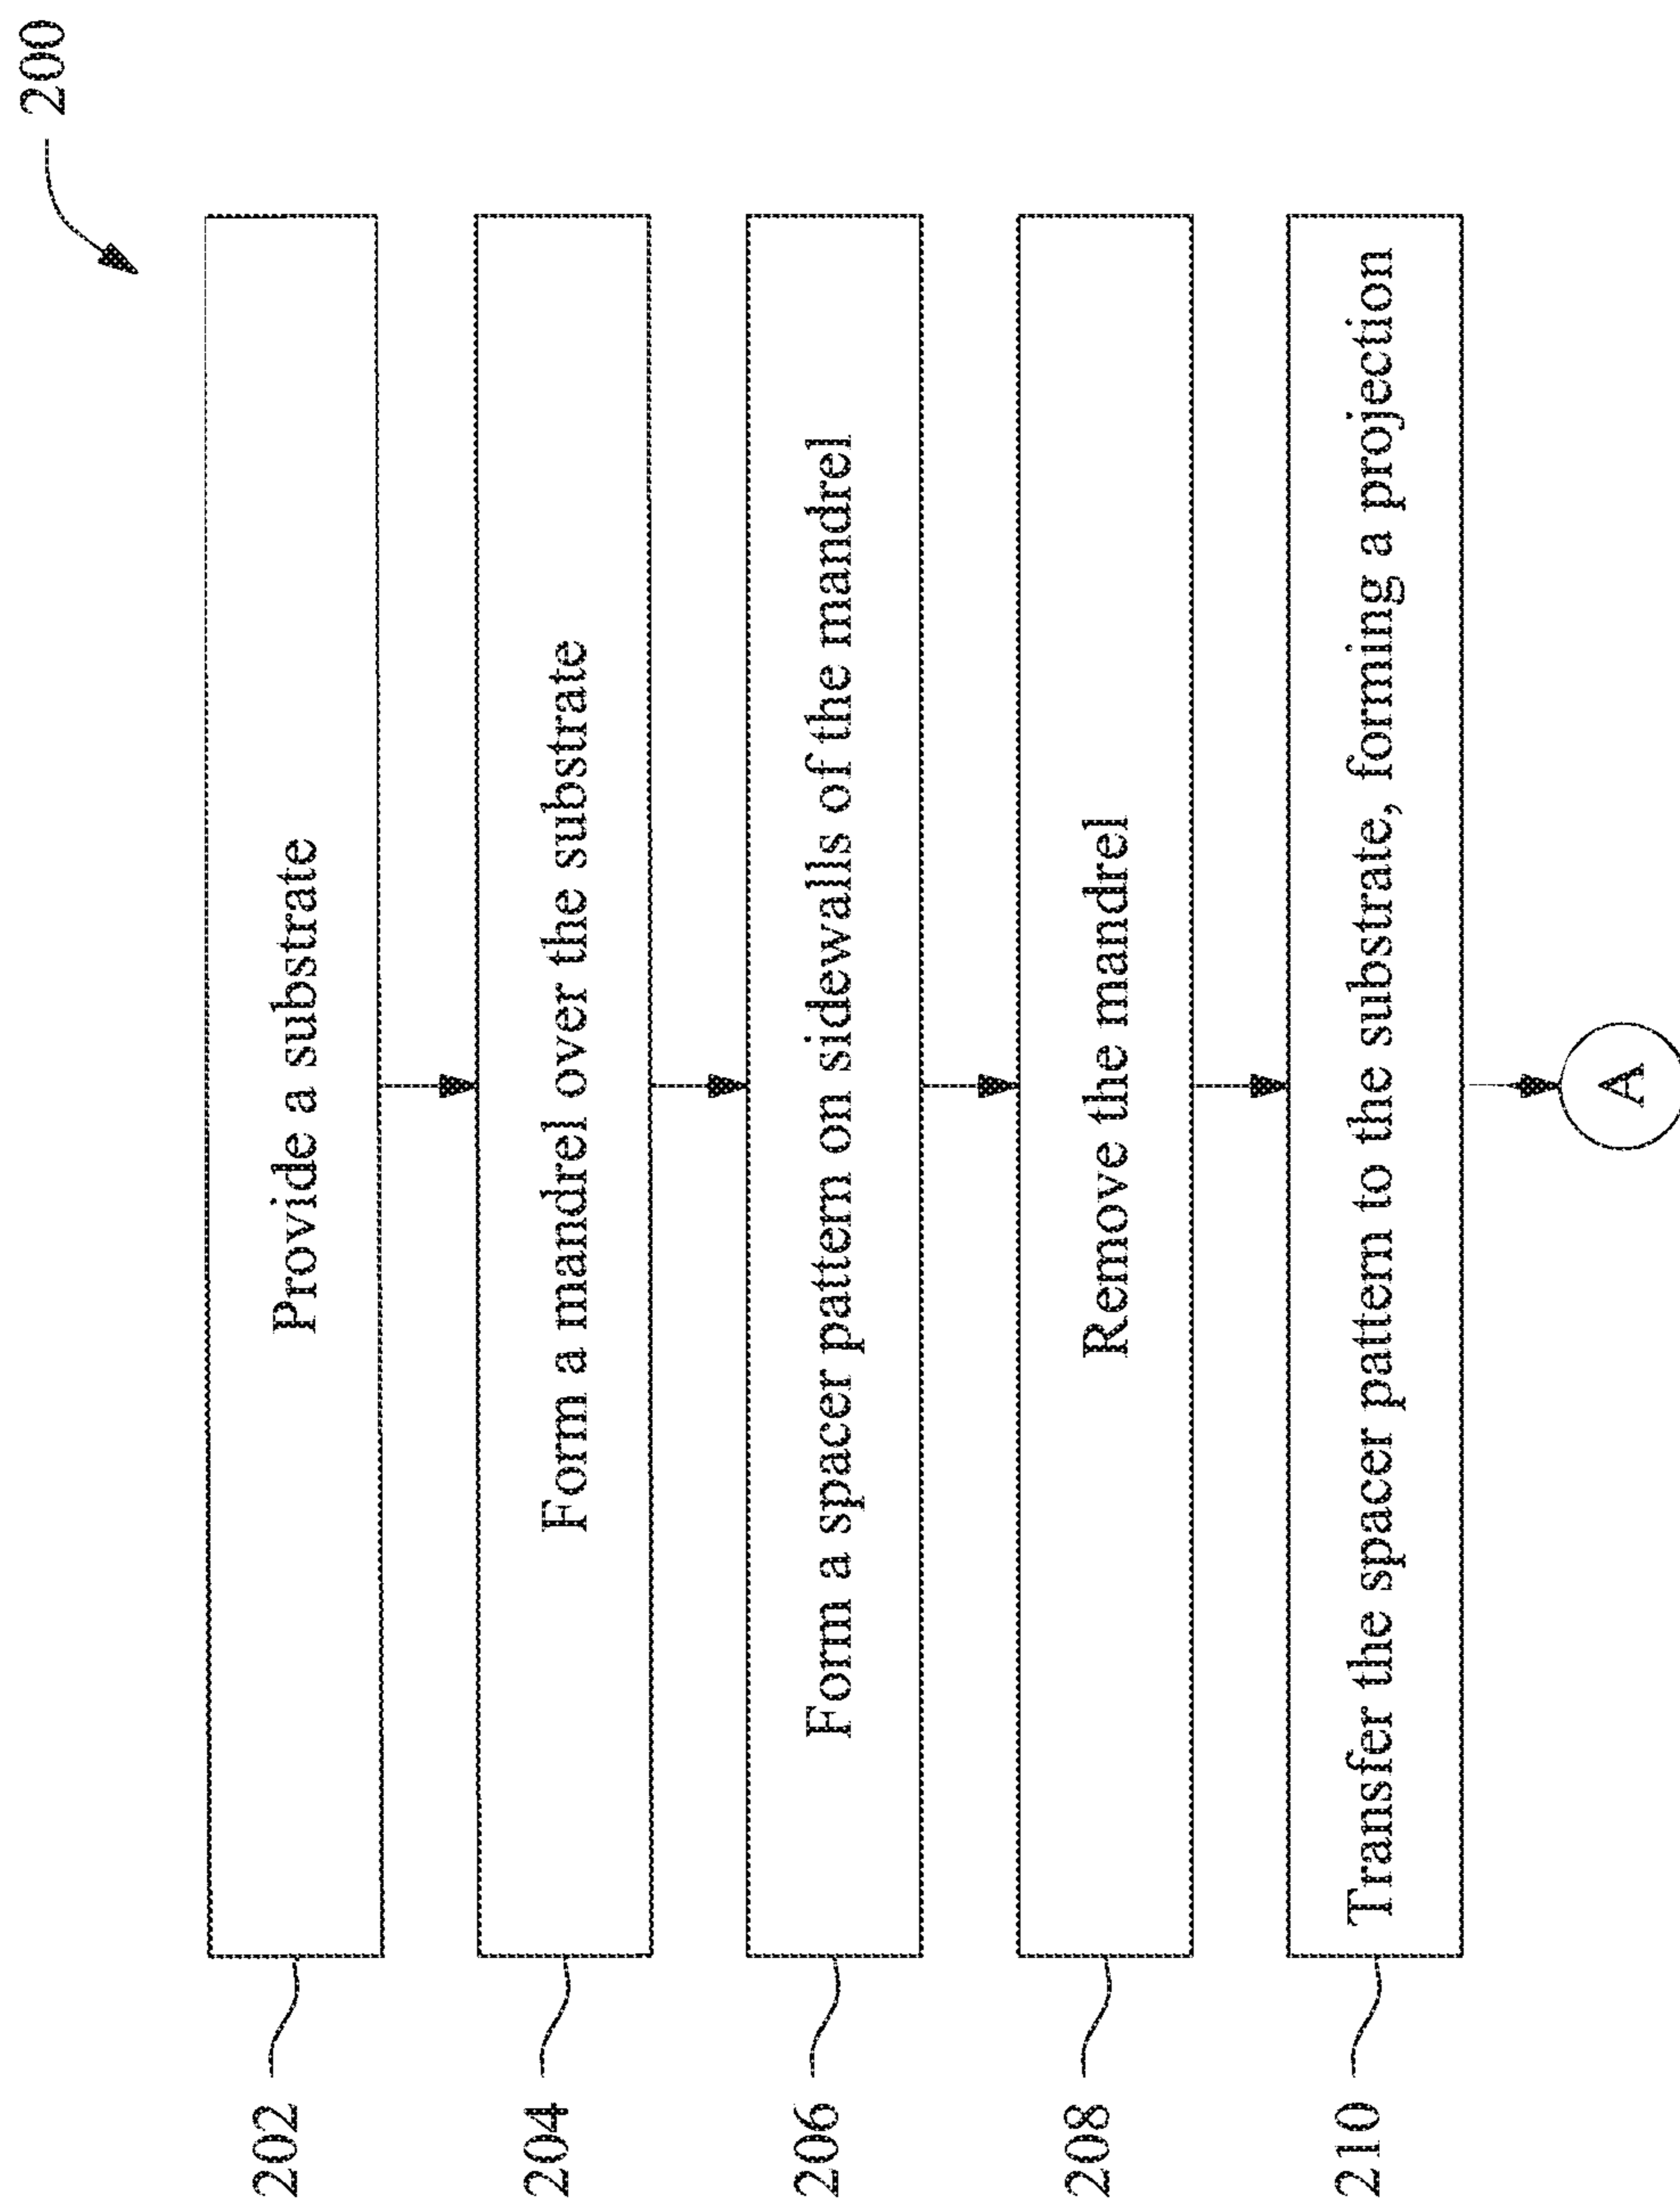 200
202
Provide a substrate
204
Form a mandrel over the substrate
206
Form a spacer pattern on sidewalls of the mandrel
208
Remove the mandrel
210
Transfer the spacer pattern to the substrate, forming a projection
A